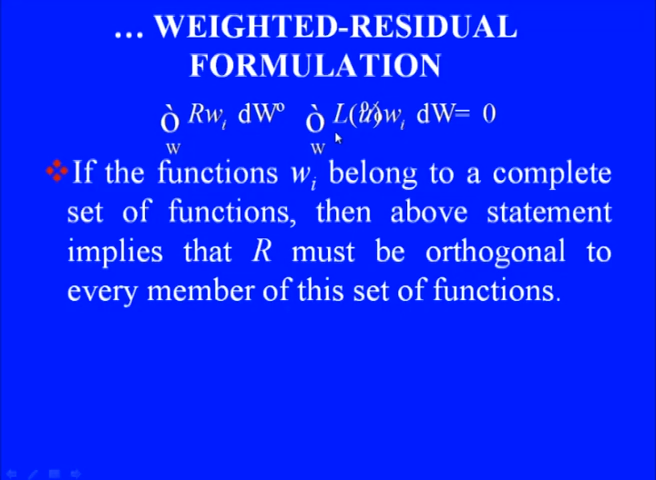 ... WEIGHTED-RESIDUAL
FORMULATION
ò Rwᵢ dWº ò L( )wᵢ dW= 0
w w
❖If the functions wᵢ belong to a complete
set of functions, then above statement
implies that R must be orthogonal to
every member of this set of functions.